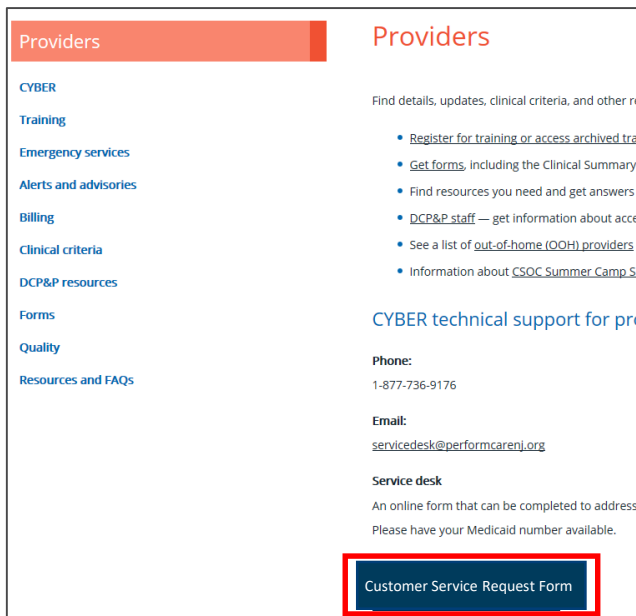 Providers
CYBER
Training
Emergency services
Alerts and advisories
Billing
Clinical criteria
DCP&P resources
Forms
Quality
Resources and FAQs
Providers
Find details, updates, clinical criteria, and other
Register for training or access archived
Get forms, including the Clinical Summary
Find resources you need and get answers
DCP&P staff — get information about
See a list of out-of-home (OOH) providers
Information about CSOC Summer Camp
CYBER technical support for
Phone:
1-877-736-9176
Email:
servicedesk@performcarenj.org
Service desk
An online form that can be completed to address
Please have your Medicaid number available.
Customer Service Request Form